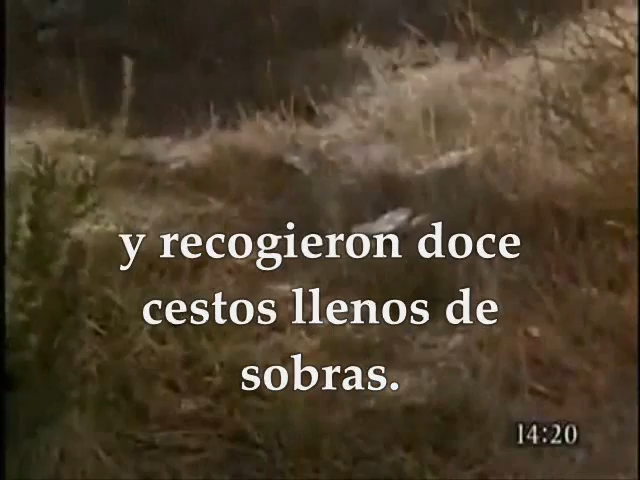 y recogieron doce
cestos llenos de
sobras.
14:20